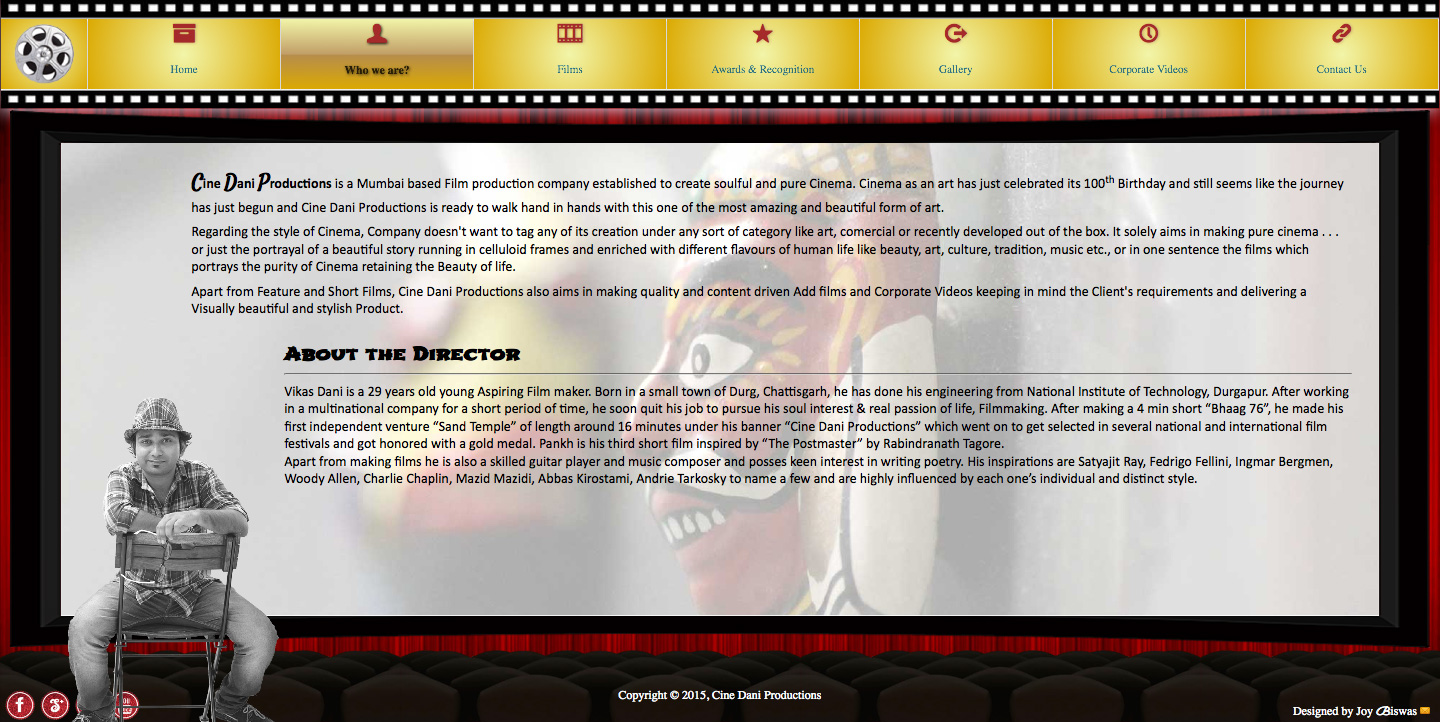 Home
Who we are?
Films
Awards & Recognition
Gallery
Corporate Videos
Contact Us
Cine Dani Productions is a Mumbai based Film production company established to create soulful and pure Cinema. Cinema as an art has just celebrated its 100th Birthday and still seems like the journey
has just begun and Cine Dani Productions is ready to walk hand in hands with this one of the most amazing and beautiful form of art.
Regarding the style of Cinema, Company doesn't want to tag any of its creation under any sort of category like art, comercial or recently developed out of the box. It solely aims in making pure cinema . . .
or just the portrayal of a beautiful story running in celluloid frames and enriched with different flavours of human life like beauty, art, culture, tradition, music etc., or in one sentence the films which
portrays the purity of Cinema retaining the Beauty of life.
Apart from Feature and Short Films, Cine Dani Productions also aims in making quality and content driven Add films and Corporate Videos keeping in mind the Client's requirements and delivering a
Visually beautiful and stylish Product.
About the Director
Vikas Dani is a 29 years old young Aspiring Film maker. Born in a small town of Durg, Chattisgarh, he has done his engineering from National Institute of Technology, Durgapur. After working
in a multinational company for a short period of time, he soon quit his job to pursue his soul interest & real passion of life, Filmmaking. After making a 4 min short “Bhaag 76”, he made his
first independent venture “Sand Temple” of length around 16 minutes under his banner “Cine Dani Productions” which went on to get selected in several national and international film
festivals and got honored with a gold medal. Pankh is his third short film inspired by “The Postmaster” by Rabindranath Tagore.
Apart from making films he is also a skilled guitar player and music composer and posses keen interest in writing poetry. His inspirations are Satyajit Ray, Fedrigo Fellini, Ingmar Bergmen,
Woody Allen, Charlie Chaplin, Mazid Mazidi, Abbas Kirostami, Andrie Tarkosky to name a few and are highly influenced by each one’s individual and distinct style.
Copyright © 2015, Cine Dani Productions
Designed by Joy Biswas